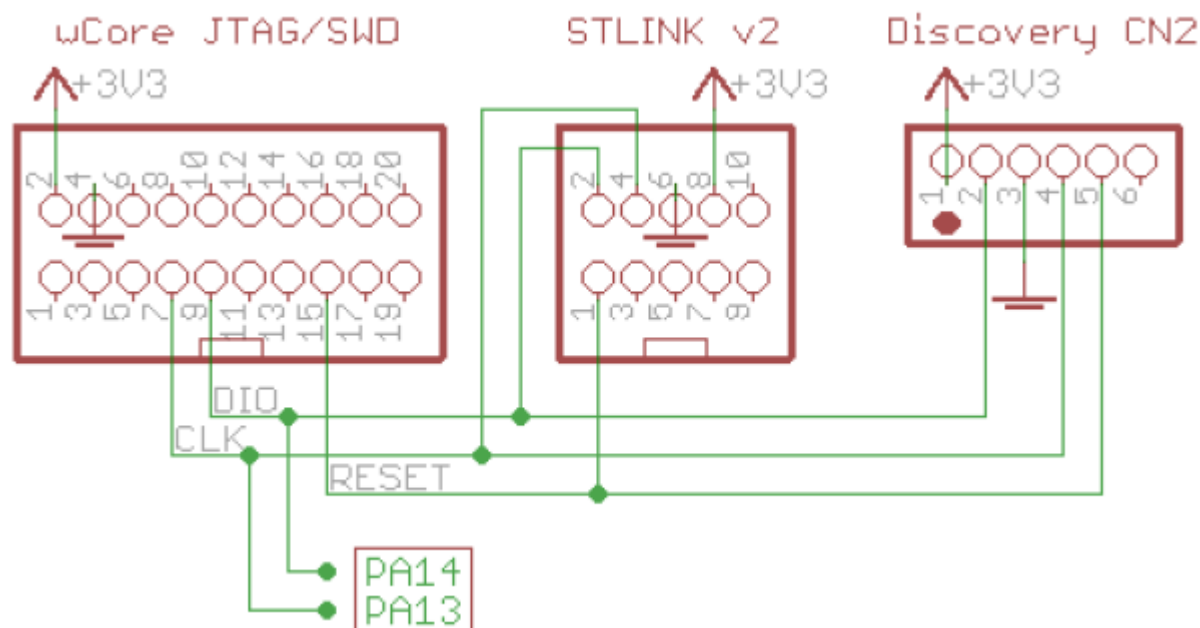 wCore JTAG/SWD
STLINK v2
Discovery CN2
+3V3
+3V3
+3V3
2 4 6 8 10 12 14 16 18 20
2 4 6 8 10
1 2 3 4 5 6
1 3 5 7 9 11 13 15 17 19
1 3 5 7 9
DIO
CLK
RESET
PA14
PA13